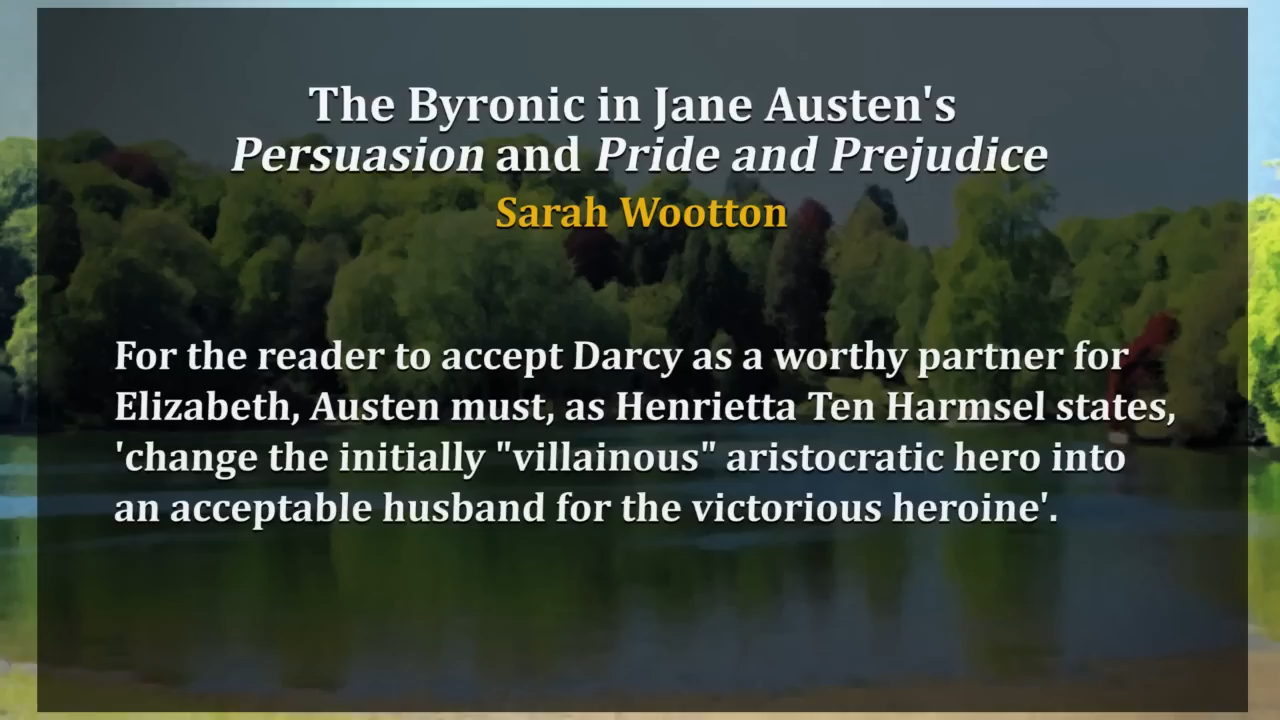 The Byronic in Jane Austen's
Persuasion and Pride and Prejudice
Sarah Wootton
For the reader to accept Darcy as a worthy partner for
Elizabeth, Austen must, as Henrietta Ten Harmsel states,
'change the initially "villainous" aristocratic hero into
an acceptable husband for the victorious heroine'.